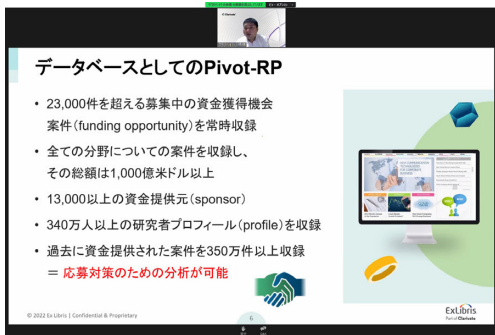 Clarivate
データベースとしてのPivot-RP
• 23,000件を超える募集中の資金獲得機会
案件(funding opportunity)を常時収録
• 全ての分野についての案件を収録し、
その総額は1,000億米ドル以上
• 13,000以上の資金提供元(sponsor)
• 340万人以上の研究者プロフィール(profile)を収録
• 過去に資金提供された案件を350万件以上収録
= 応募対策のための分析が可能
© 2022 Ex Libris | Confidential & Proprietary
6
ExLibris
Part of Clarivate